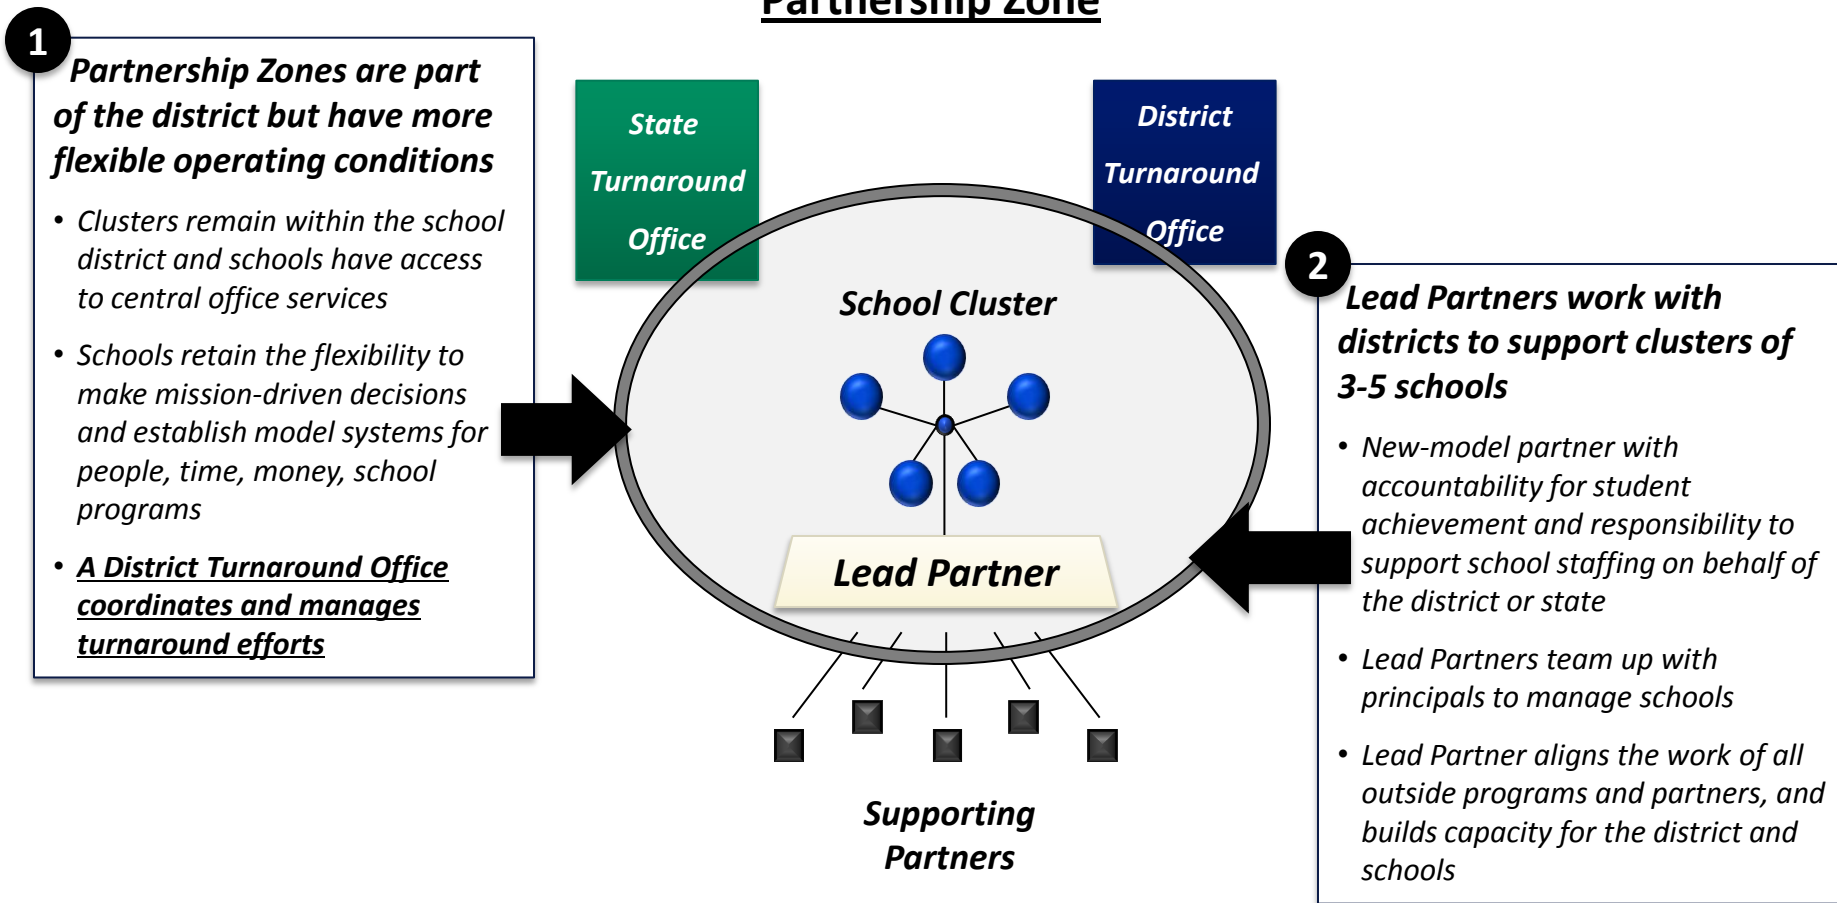 Partnership Zone
1
Partnership Zones are part
of the district but have more
flexible operating conditions
• Clusters remain within the school
district and schools have access
to central office services
• Schools retain the flexibility to
make mission-driven decisions
and establish model systems for
people, time, money, school
programs
• A District Turnaround Office
coordinates and manages
turnaround efforts
State
Turnaround
Office
District
Turnaround
Office
School Cluster
Lead Partner
Supporting
Partners
2
Lead Partners work with
districts to support clusters of
3-5 schools
• New-model partner with
accountability for student
achievement and responsibility to
support school staffing on behalf of
the district or state
• Lead Partners team up with
principals to manage schools
• Lead Partner aligns the work of all
outside programs and partners, and
builds capacity for the district and
schools